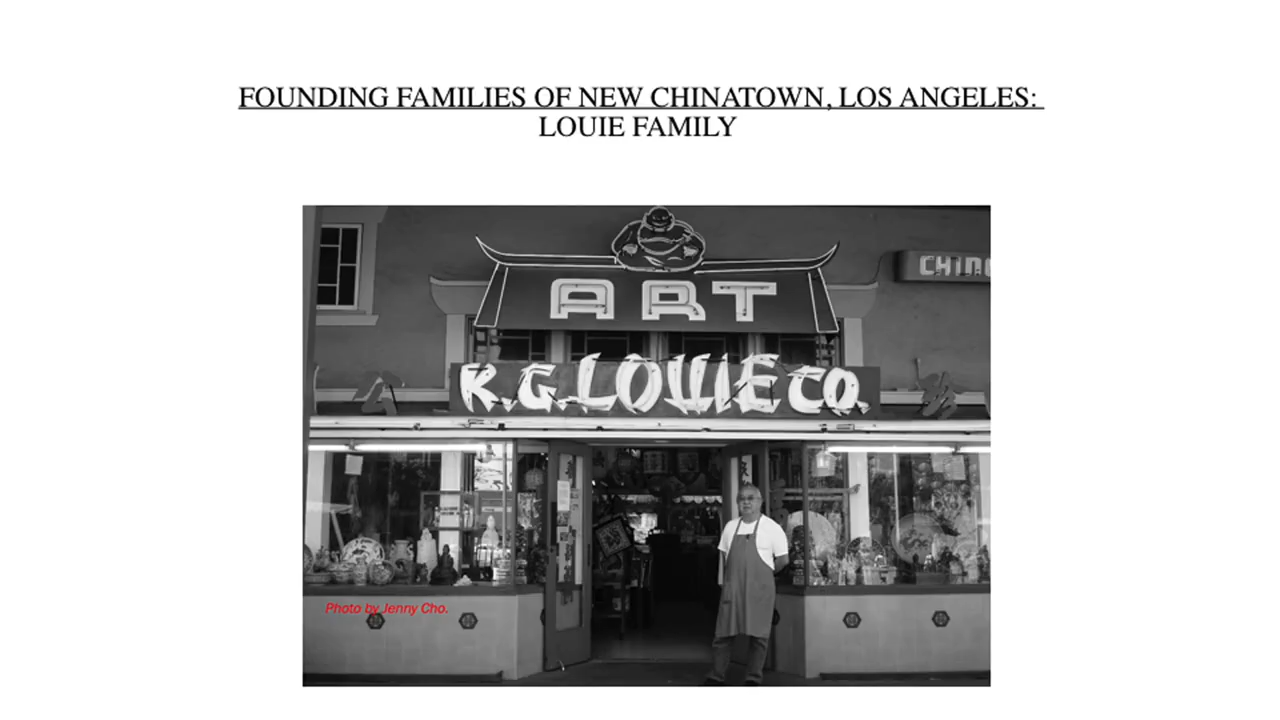 FOUNDING FAMILIES OF NEW CHINATOWN, LOS ANGELES:
LOUIE FAMILY
ART
CHIN
K.G. LOUIE CO.
Photo by Jenny Cho.